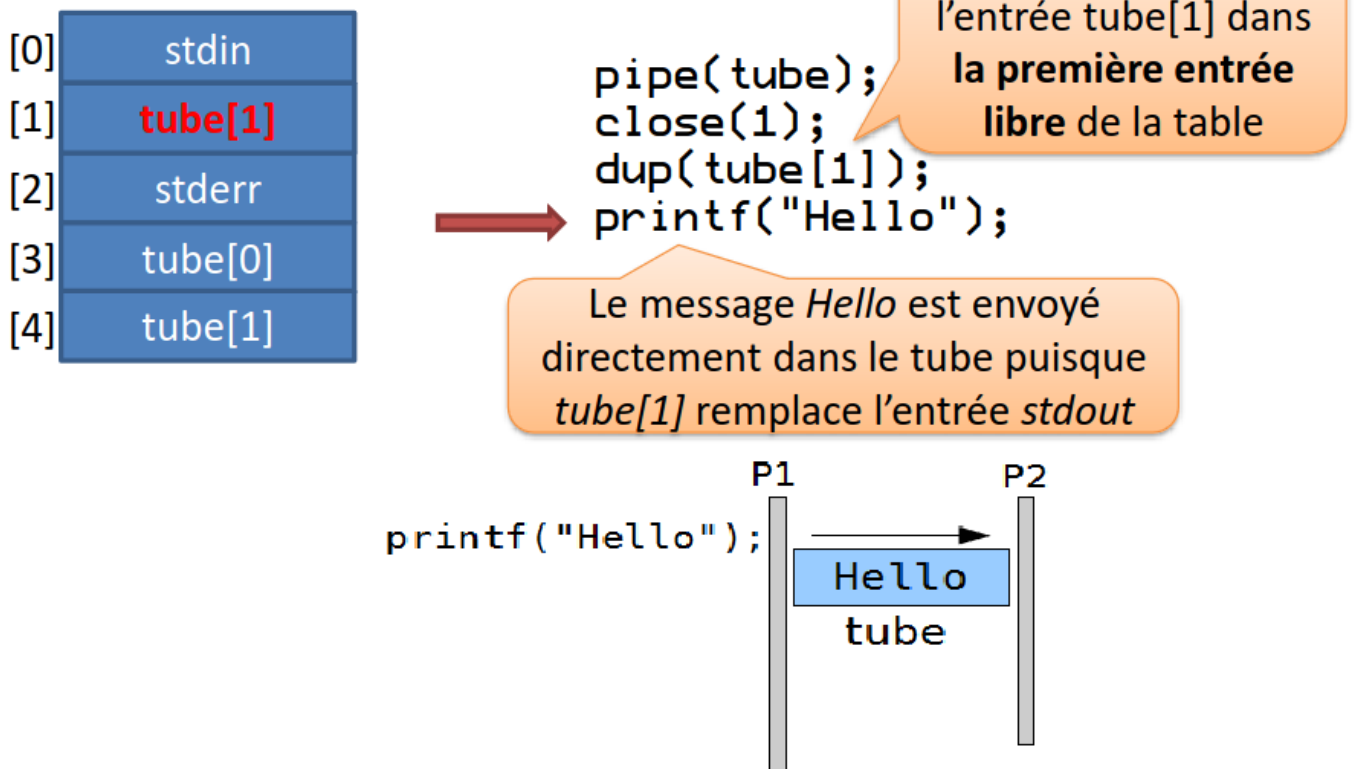 [0] stdin
[1] tube[1]
[2] stderr
[3] tube[0]
[4] tube[1]
pipe(tube);
close(1);
dup(tube[1]);
printf("Hello");
l'entrée tube[1] dans
la première entrée
libre de la table
Le message Hello est envoyé
directement dans le tube puisque
tube[1] remplace l'entrée stdout
P1 P2
printf("Hello");
Hello
tube